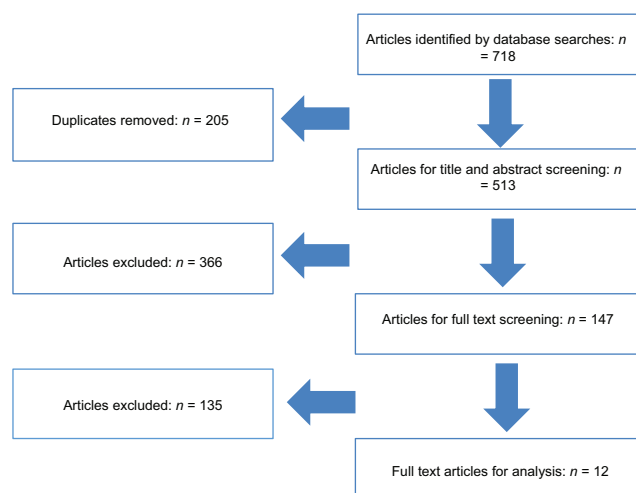 Articles identified by database searches: n
= 718
Duplicates removed: n = 205
Articles for title and abstract screening: n
= 513
Articles excluded: n = 366
Articles for full text screening: n = 147
Articles excluded: n = 135
Full text articles for analysis: n = 12